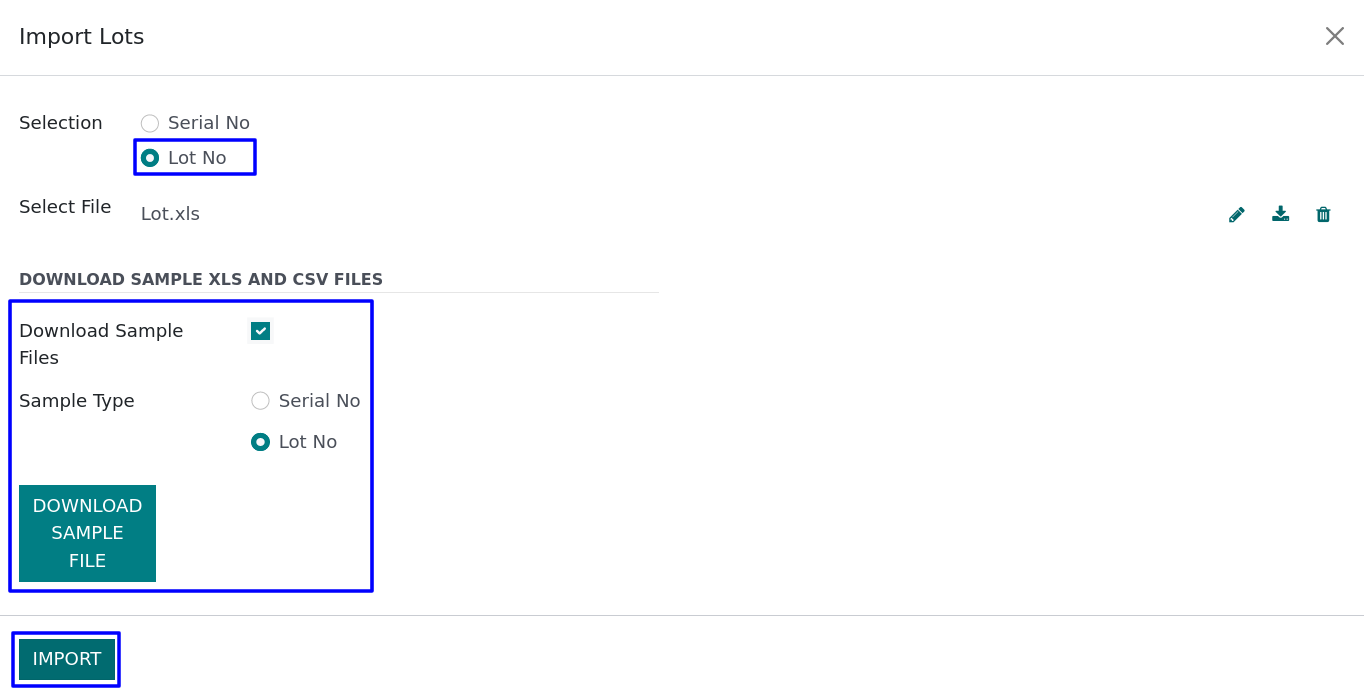 Import Lots
Selection
Serial No
Lot No
Select File
Lot.xls
DOWNLOAD SAMPLE XLS AND CSV FILES
Download Sample
Files
Sample Type
Serial No
Lot No
DOWNLOAD
SAMPLE
FILE
IMPORT